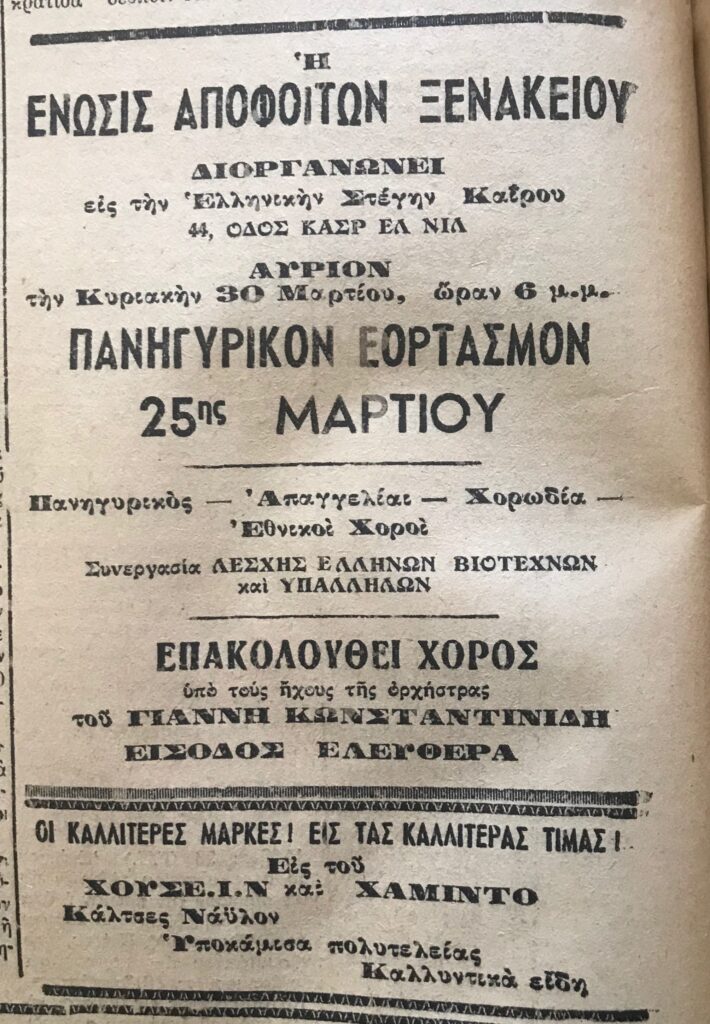 Ἡ
ΕΝΩΣΙΣ ΑΠΟΦΟΙΤΩΝ ΞΕΝΑΚΕΙΟΥ
ΔΙΟΡΓΑΝΩΝΕΙ
εἰς τὴν Ἑλληνικὴν Στέγην Καΐρου
44, ΟΔΟΣ ΚΑΣΡ ΕΛ ΝΙΛ
ΑΥΡΙΟΝ
τὴν Κυριακὴν 30 Μαρτίου, ὥραν 6 μ.μ.
ΠΑΝΗΓΥΡΙΚΟΝ ΕΟΡΤΑΣΜΟΝ
25ης ΜΑΡΤΙΟΥ
Πανηγυρικὸς — Ἀπαγγελίαι — Χορωδία —
Ἐθνικοὶ Χοροὶ
Συνεργασία ΛΕΣΧΗΣ ΕΛΛΗΝΩΝ ΒΙΟΤΕΧΝΩΝ
καὶ ΥΠΑΛΛΗΛΩΝ
ΕΠΑΚΟΛΟΥΘΕΙ ΧΟΡΟΣ
ὑπὸ τοὺς ἤχους τῆς ὀρχήστρας
τοῦ ΓΙΑΝΝΗ ΚΩΝΣΤΑΝΤΙΝΙΔΗ
ΕΙΣΟΔΟΣ ΕΛΕΥΘΕΡΑ
ΟΙ ΚΑΛΛΙΤΕΡΕΣ ΜΑΡΚΕΣ! ΕΙΣ ΤΑΣ ΚΑΛΛΙΤΕΡΑΣ ΤΙΜΑΣ!
Εἰς τοῦ
ΧΟΥΣΕ.Ι.Ν καὶ ΧΑΜΙΝΤΟ
Κάλτσες Νάϋλον
Ὑποκάμισα πολυτελείας
Καλλυντικὰ εἴδη